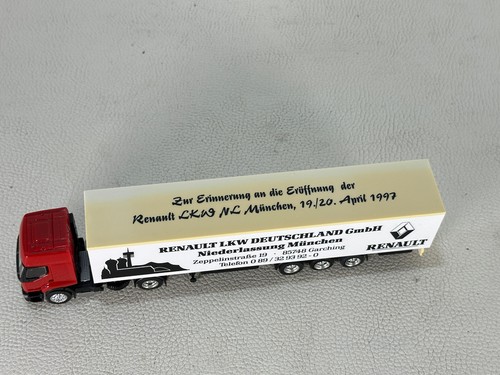 Zur Erinnerung an die Eröffnung der
Renault LKW NL München, 19./20. April 1997
RENAULT LKW DEUTSCHLAND GmbH
Niederlassung München
Zeppelinstraße 19 · 85748 Garching
Telefon 0 89 / 32 93 92 - 0
RENAULT